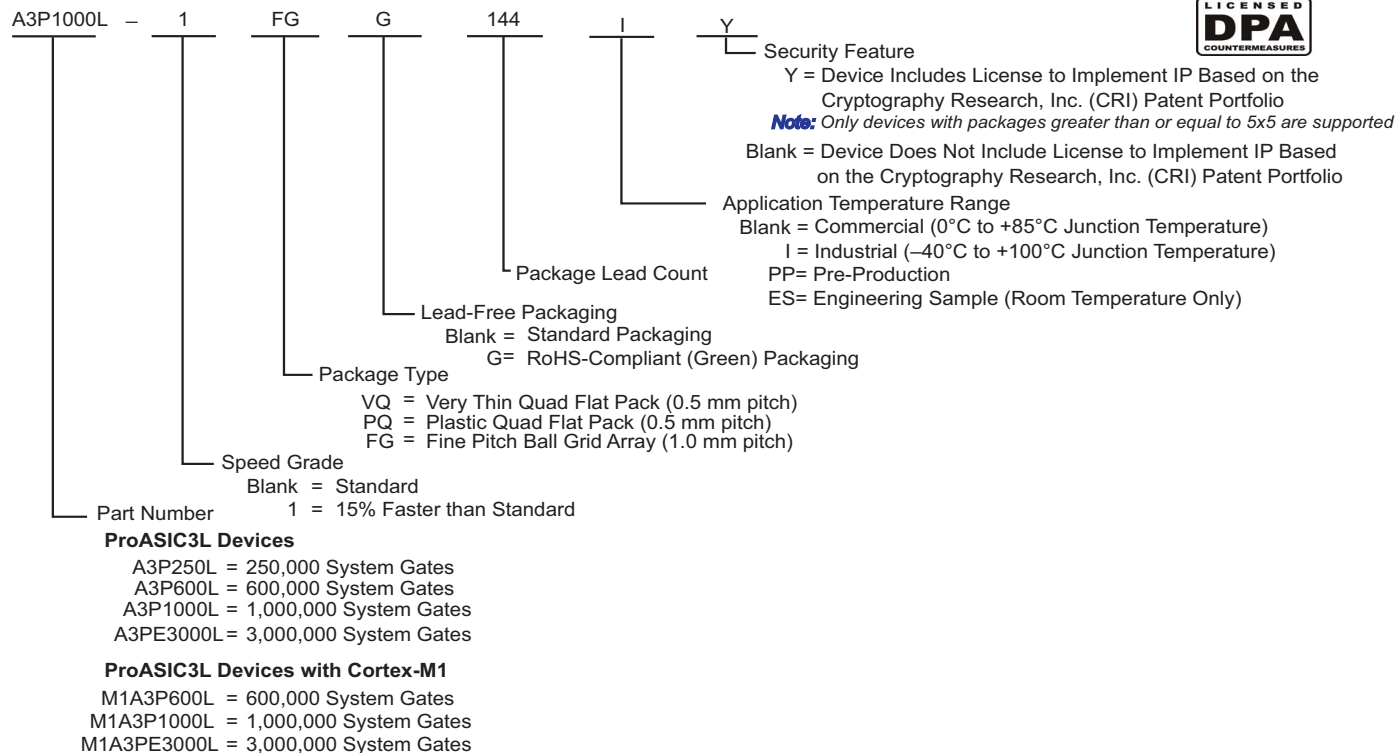 LICENSED
DPA
COUNTERMEASURES
A3P1000L – 1 FG G 144 I Y
Security Feature
Y = Device Includes License to Implement IP Based on the
Cryptography Research, Inc. (CRI) Patent Portfolio
Note: Only devices with packages greater than or equal to 5x5 are supported
Blank = Device Does Not Include License to Implement IP Based
on the Cryptography Research, Inc. (CRI) Patent Portfolio
Application Temperature Range
Blank = Commercial (0°C to +85°C Junction Temperature)
I = Industrial (–40°C to +100°C Junction Temperature)
PP= Pre-Production
ES= Engineering Sample (Room Temperature Only)
Package Lead Count
Lead-Free Packaging
Blank = Standard Packaging
G= RoHS-Compliant (Green) Packaging
Package Type
VQ = Very Thin Quad Flat Pack (0.5 mm pitch)
PQ = Plastic Quad Flat Pack (0.5 mm pitch)
FG = Fine Pitch Ball Grid Array (1.0 mm pitch)
Speed Grade
Blank = Standard
1 = 15% Faster than Standard
Part Number
ProASIC3L Devices
A3P250L = 250,000 System Gates
A3P600L = 600,000 System Gates
A3P1000L = 1,000,000 System Gates
A3PE3000L = 3,000,000 System Gates
ProASIC3L Devices with Cortex-M1
M1A3P600L = 600,000 System Gates
M1A3P1000L = 1,000,000 System Gates
M1A3PE3000L = 3,000,000 System Gates